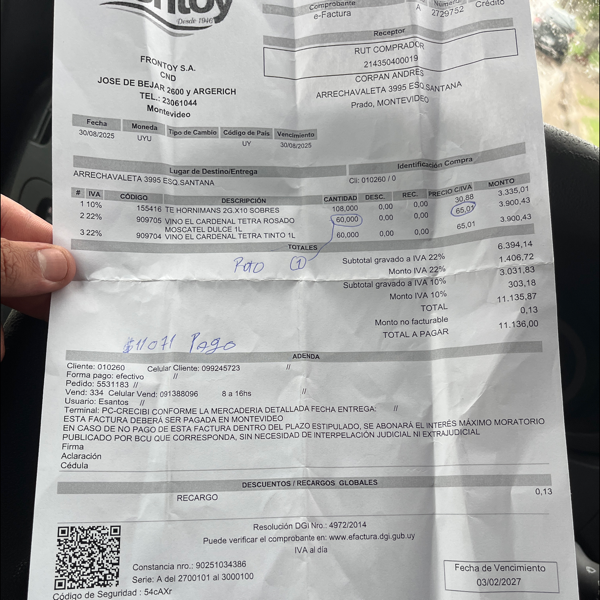 ontoy
Desde 1946
FRONTOY S.A.
CND
JOSE DE BEJAR 2600 y ARGERICH
TEL.: 23061044
Montevideo
Comprobante
e-Factura
A
2729752
Crédito
Receptor
RUT COMPRADOR
214350400019
CORPAN ANDRES
ARRECHAVALETA 3995 ESQ.SANTANA
Prado, MONTEVIDEO
Fecha Moneda Tipo de Cambio Código de País Vencimiento
30/08/2025 UYU UY 30/08/2025
Lugar de Destino/Entrega Identificación Compra
ARRECHAVALETA 3995 ESQ.SANTANA Cli: 010260 / 0
# IVA CÓDIGO DESCRIPCIÓN CANTIDAD DESC. REC. PRECIO C/IVA MONTO
1 10% 155416 TE HORNIMANS 2G.X10 SOBRES 108,000 0,00 0,00 30,88 3.335,01
2 22% 909705 VINO EL CARDENAL TETRA ROSADO MOSCATEL DULCE 1L 60,000 0,00 0,00 65,01 3.900,43
3 22% 909704 VINO EL CARDENAL TETRA TINTO 1L 60,000 0,00 0,00 65,01 3.900,43
TOTALES
1
Subtotal gravado a IVA 22% 6.394,14
Monto IVA 22% 1.406,72
Subtotal gravado a IVA 10% 3.031,83
Monto IVA 10% 303,18
TOTAL 11.135,87
Monto no facturable 0,13
TOTAL A PAGAR 11.136,00
$11071 PAGO
ADENDA
Cliente: 010260 Celular Cliente: 099245723 //
Forma pago: efectivo //
Pedido: 5531183 //
Vend: 334 Celular Vend: 091388096 8 a 16hs
Usuario: Esantos //
Terminal: PC-CRECIBI CONFORME LA MERCADERIA DETALLADA FECHA ENTREGA: //
ESTA FACTURA DEBERÁ SER PAGADA EN MONTEVIDEO
EN CASO DE NO PAGO DE ESTA FACTURA DENTRO DEL PLAZO ESTIPULADO, SE ABONARÁ EL INTERÉS MÁXIMO MORATORIO
PUBLICADO POR BCU QUE CORRESPONDA, SIN NECESIDAD DE INTERPELACIÓN JUDICIAL NI EXTRAJUDICIAL
Firma
Aclaración
Cédula
DESCUENTOS / RECARGOS GLOBALES
RECARGO 0,13
Resolución DGI Nro.: 4972/2014
Puede verificar el comprobante en: www.efactura.dgi.gub.uy
IVA al día
Constancia nro.: 90251034386
Serie: A del 2700101 al 3000100
Código de Seguridad : 54cAXr
Fecha de Vencimiento
03/02/2027